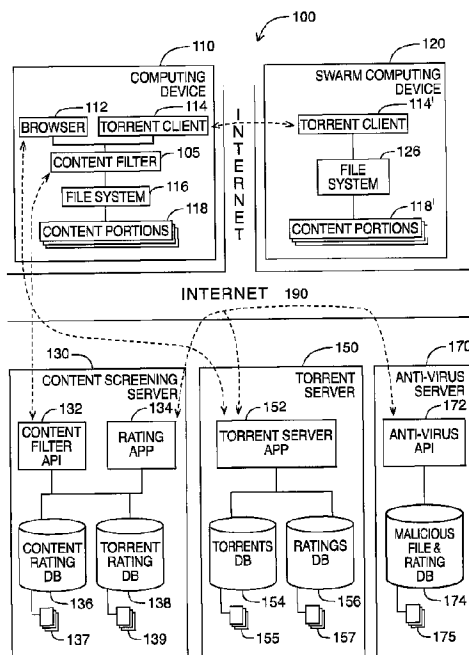 100
110
120
COMPUTING
DEVICE
112
114
BROWSER
TORRENT CLIENT
CONTENT FILTER
105
FILE SYSTEM
116
CONTENT PORTIONS
118
INTERNET
SWARM COMPUTING
DEVICE
114'
TORRENT CLIENT
FILE
SYSTEM
126
118'
CONTENT PORTIONS
INTERNET 190
130
CONTENT SCREENING
SERVER
132
134
CONTENT
FILTER
API
RATING
APP
CONTENT
RATING
DB
TORRENT
RATING
DB
136
138
137
139
150
TORRENT
SERVER
152
TORRENT SERVER
APP
TORRENTS
DB
RATINGS
DB
154
156
155
157
170
ANTI-VIRUS
SERVER
172
ANTI-VIRUS
API
MALICIOUS
FILE &
RATING
DB
174
175